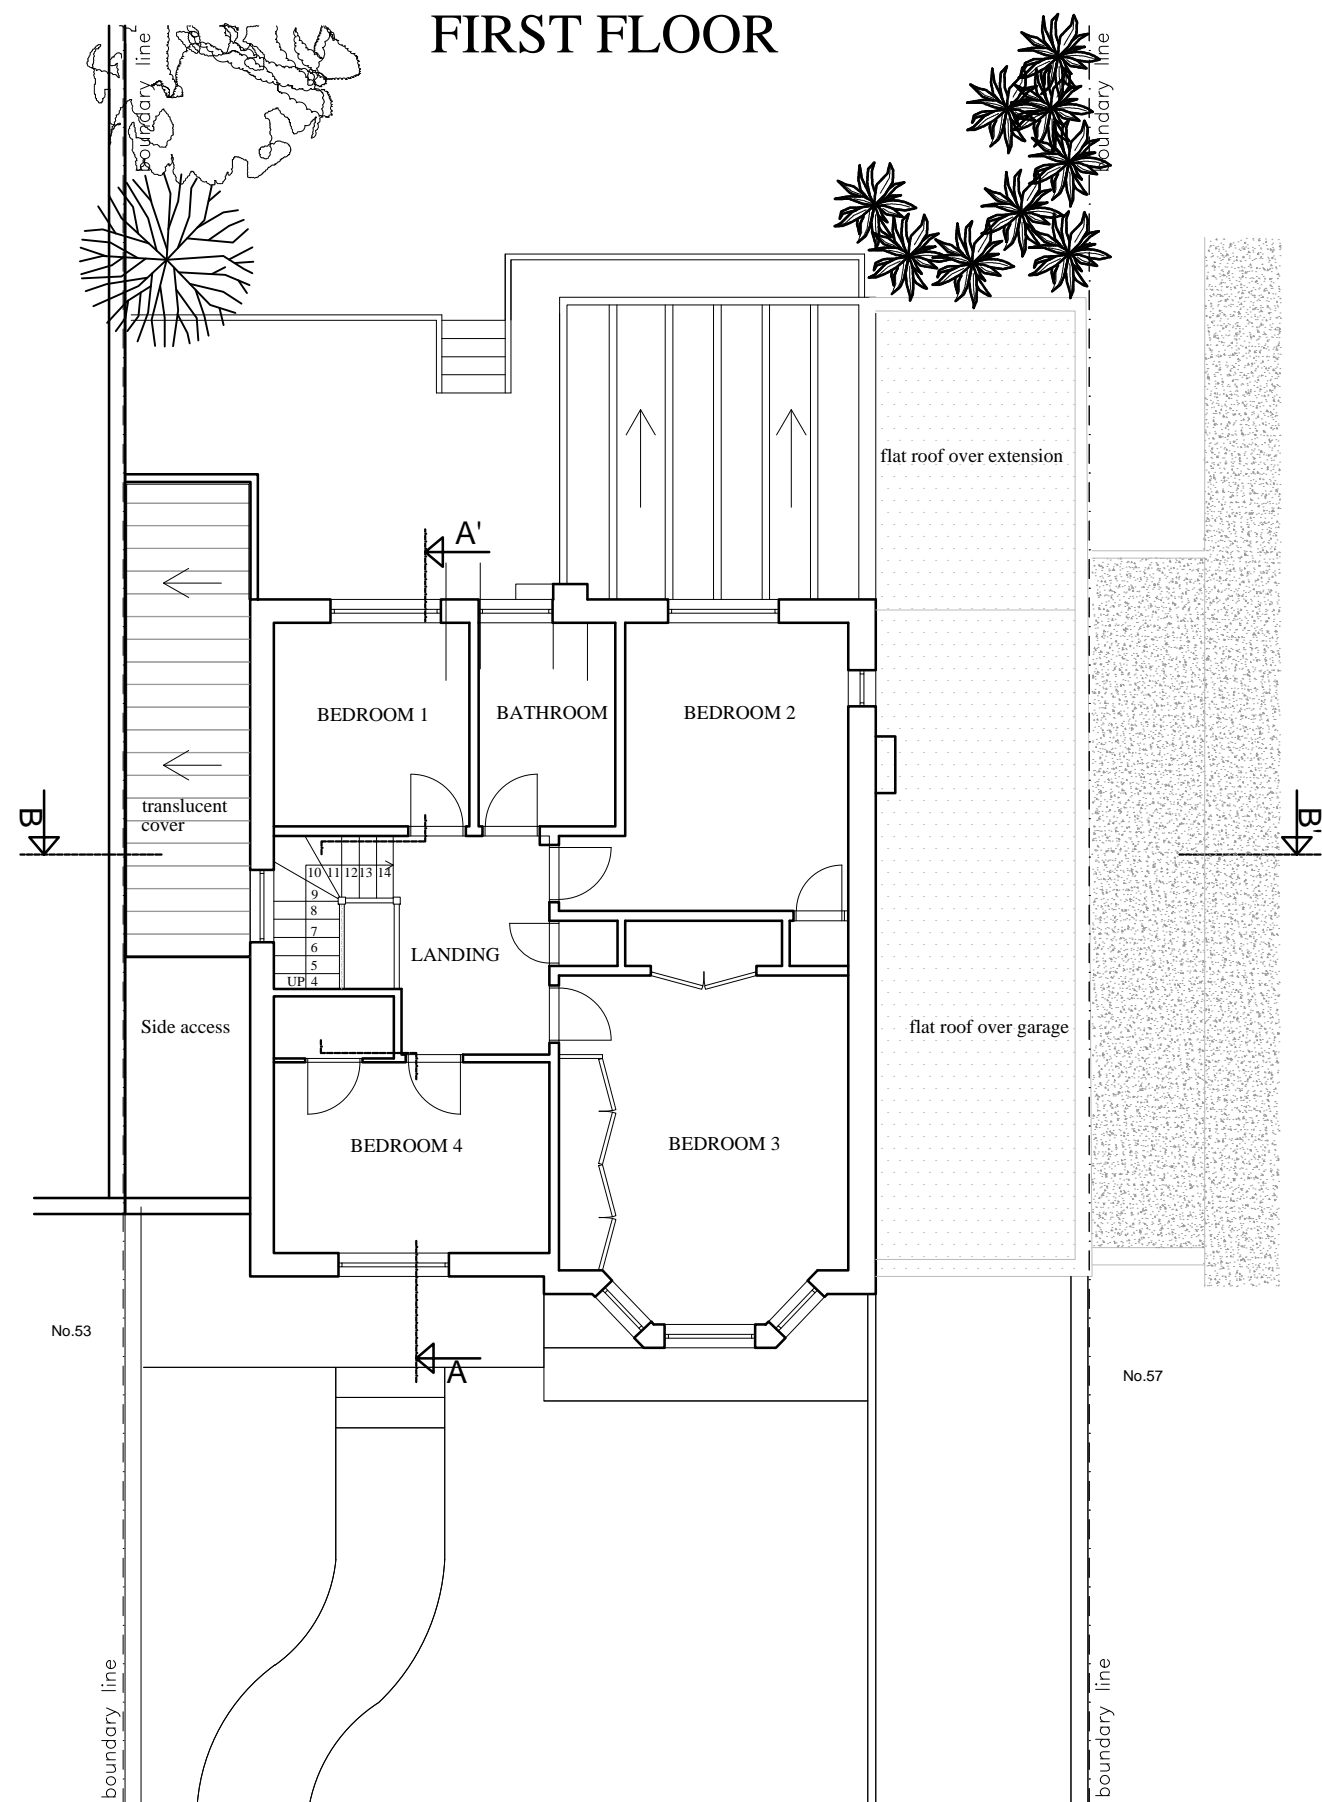 FIRST FLOOR
boundary line
boundary line
flat roof over extension
A'
BEDROOM 1
BATHROOM
BEDROOM 2
translucent
cover
B
B'
10 11 12 13 14
9
8
7
6
5
UP 4
LANDING
Side access
flat roof over garage
BEDROOM 4
BEDROOM 3
No.53
A
No.57
boundary line
boundary line